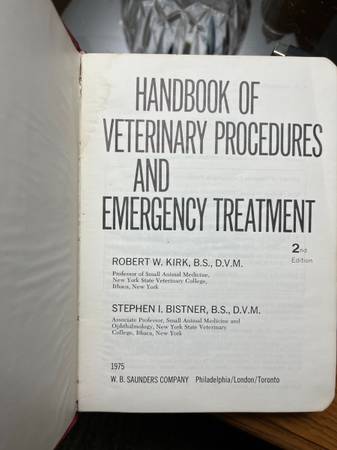 HANDBOOK OF
VETERINARY PROCEDURES
AND
EMERGENCY TREATMENT
2nd
Edition
ROBERT W. KIRK, B.S., D.V.M.
Professor of Small Animal Medicine,
New York State Veterinary College,
Ithaca, New York
STEPHEN I. BISTNER, B.S., D.V.M.
Associate Professor, Small Animal Medicine and
Ophthalmology, New York State Veterinary
College, Ithaca, New York
1975
W. B. SAUNDERS COMPANY Philadelphia/London/Toronto